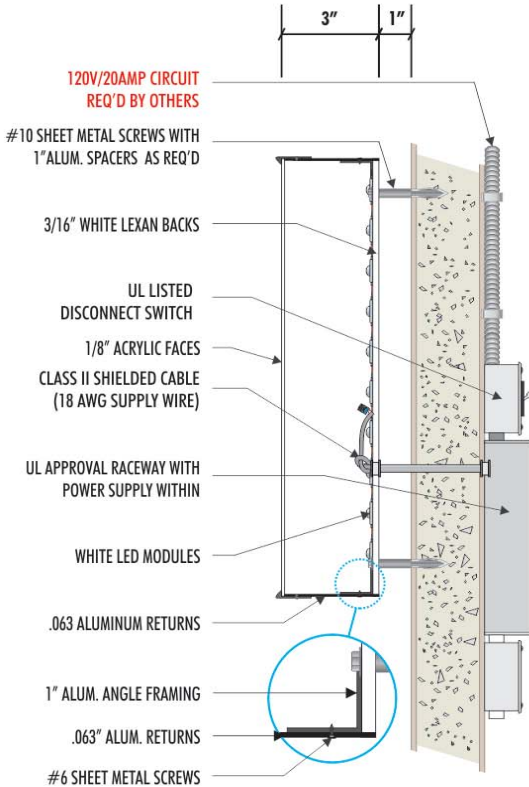 3"
1"
120V/20AMP CIRCUIT
REQ'D BY OTHERS
#10 SHEET METAL SCREWS WITH
1"ALUM. SPACERS AS REQ'D
3/16" WHITE LEXAN BACKS
UL LISTED
DISCONNECT SWITCH
1/8" ACRYLIC FACES
CLASS II SHIELDED CABLE
(18 AWG SUPPLY WIRE)
UL APPROVAL RACEWAY WITH
POWER SUPPLY WITHIN
WHITE LED MODULES
.063 ALUMINUM RETURNS
1" ALUM. ANGLE FRAMING
.063" ALUM. RETURNS
#6 SHEET METAL SCREWS